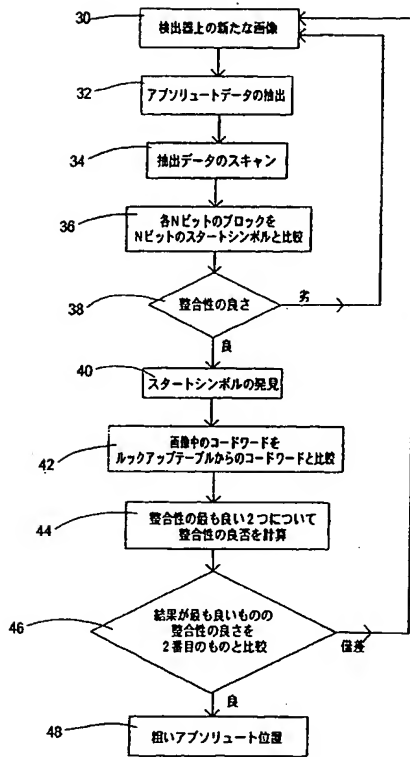 30
検出器上の新たな画像
32
アブソリュートデータの抽出
34
抽出データのスキャン
36
各Nビットのブロックを
Nビットのスタートシンボルと比較
38
整合性の良さ
劣
良
40
スタートシンボルの発見
42
画像中のコードワードを
ルックアップテーブルからのコードワードと比較
44
整合性の最も良い2つについて
整合性の良否を計算
46
結果が最も良いものの
整合性の良さを
2番目のものと比較
僅差
良
48
粗いアブソリュート位置